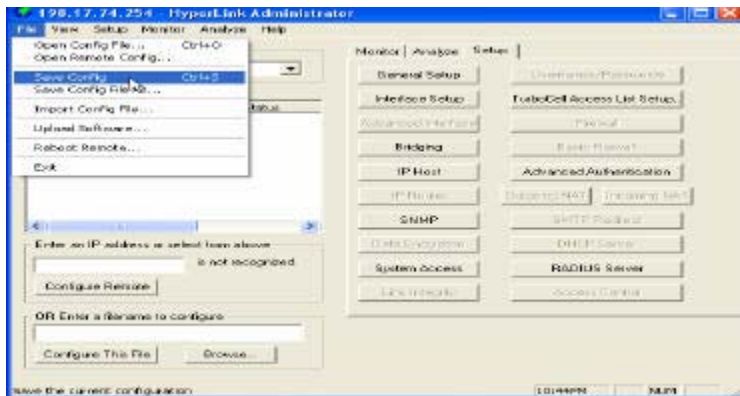 198.17.74.254 - HyperLink Administrator
File View Setup Monitor Analyze Help
Open Config File... Ctrl+O
Open Remote Config...
Save Config Ctrl+S
Save Config File As...
Import Config File...
Upload Software...
Reboot Remote...
Exit
Status
Enter an IP address or select from above
is not recognized
Configure Remote
OR Enter a filename to configure
Configure This File Browse...
Monitor Analyze Setup
General Setup Usernames/Passwords
Interface Setup TurboCell Access List Setup.
Advanced Interface Firewall
Bridging Basic Firewall
IP Host Advanced Authentication
IP Router Outgoing NAT Incoming NAT
SNMP SMTP Redirect
Data Encryption DHCP Server
System Access RADIUS Server
Link Integrity Access Control
Save the current configuration 10:44PM NUM